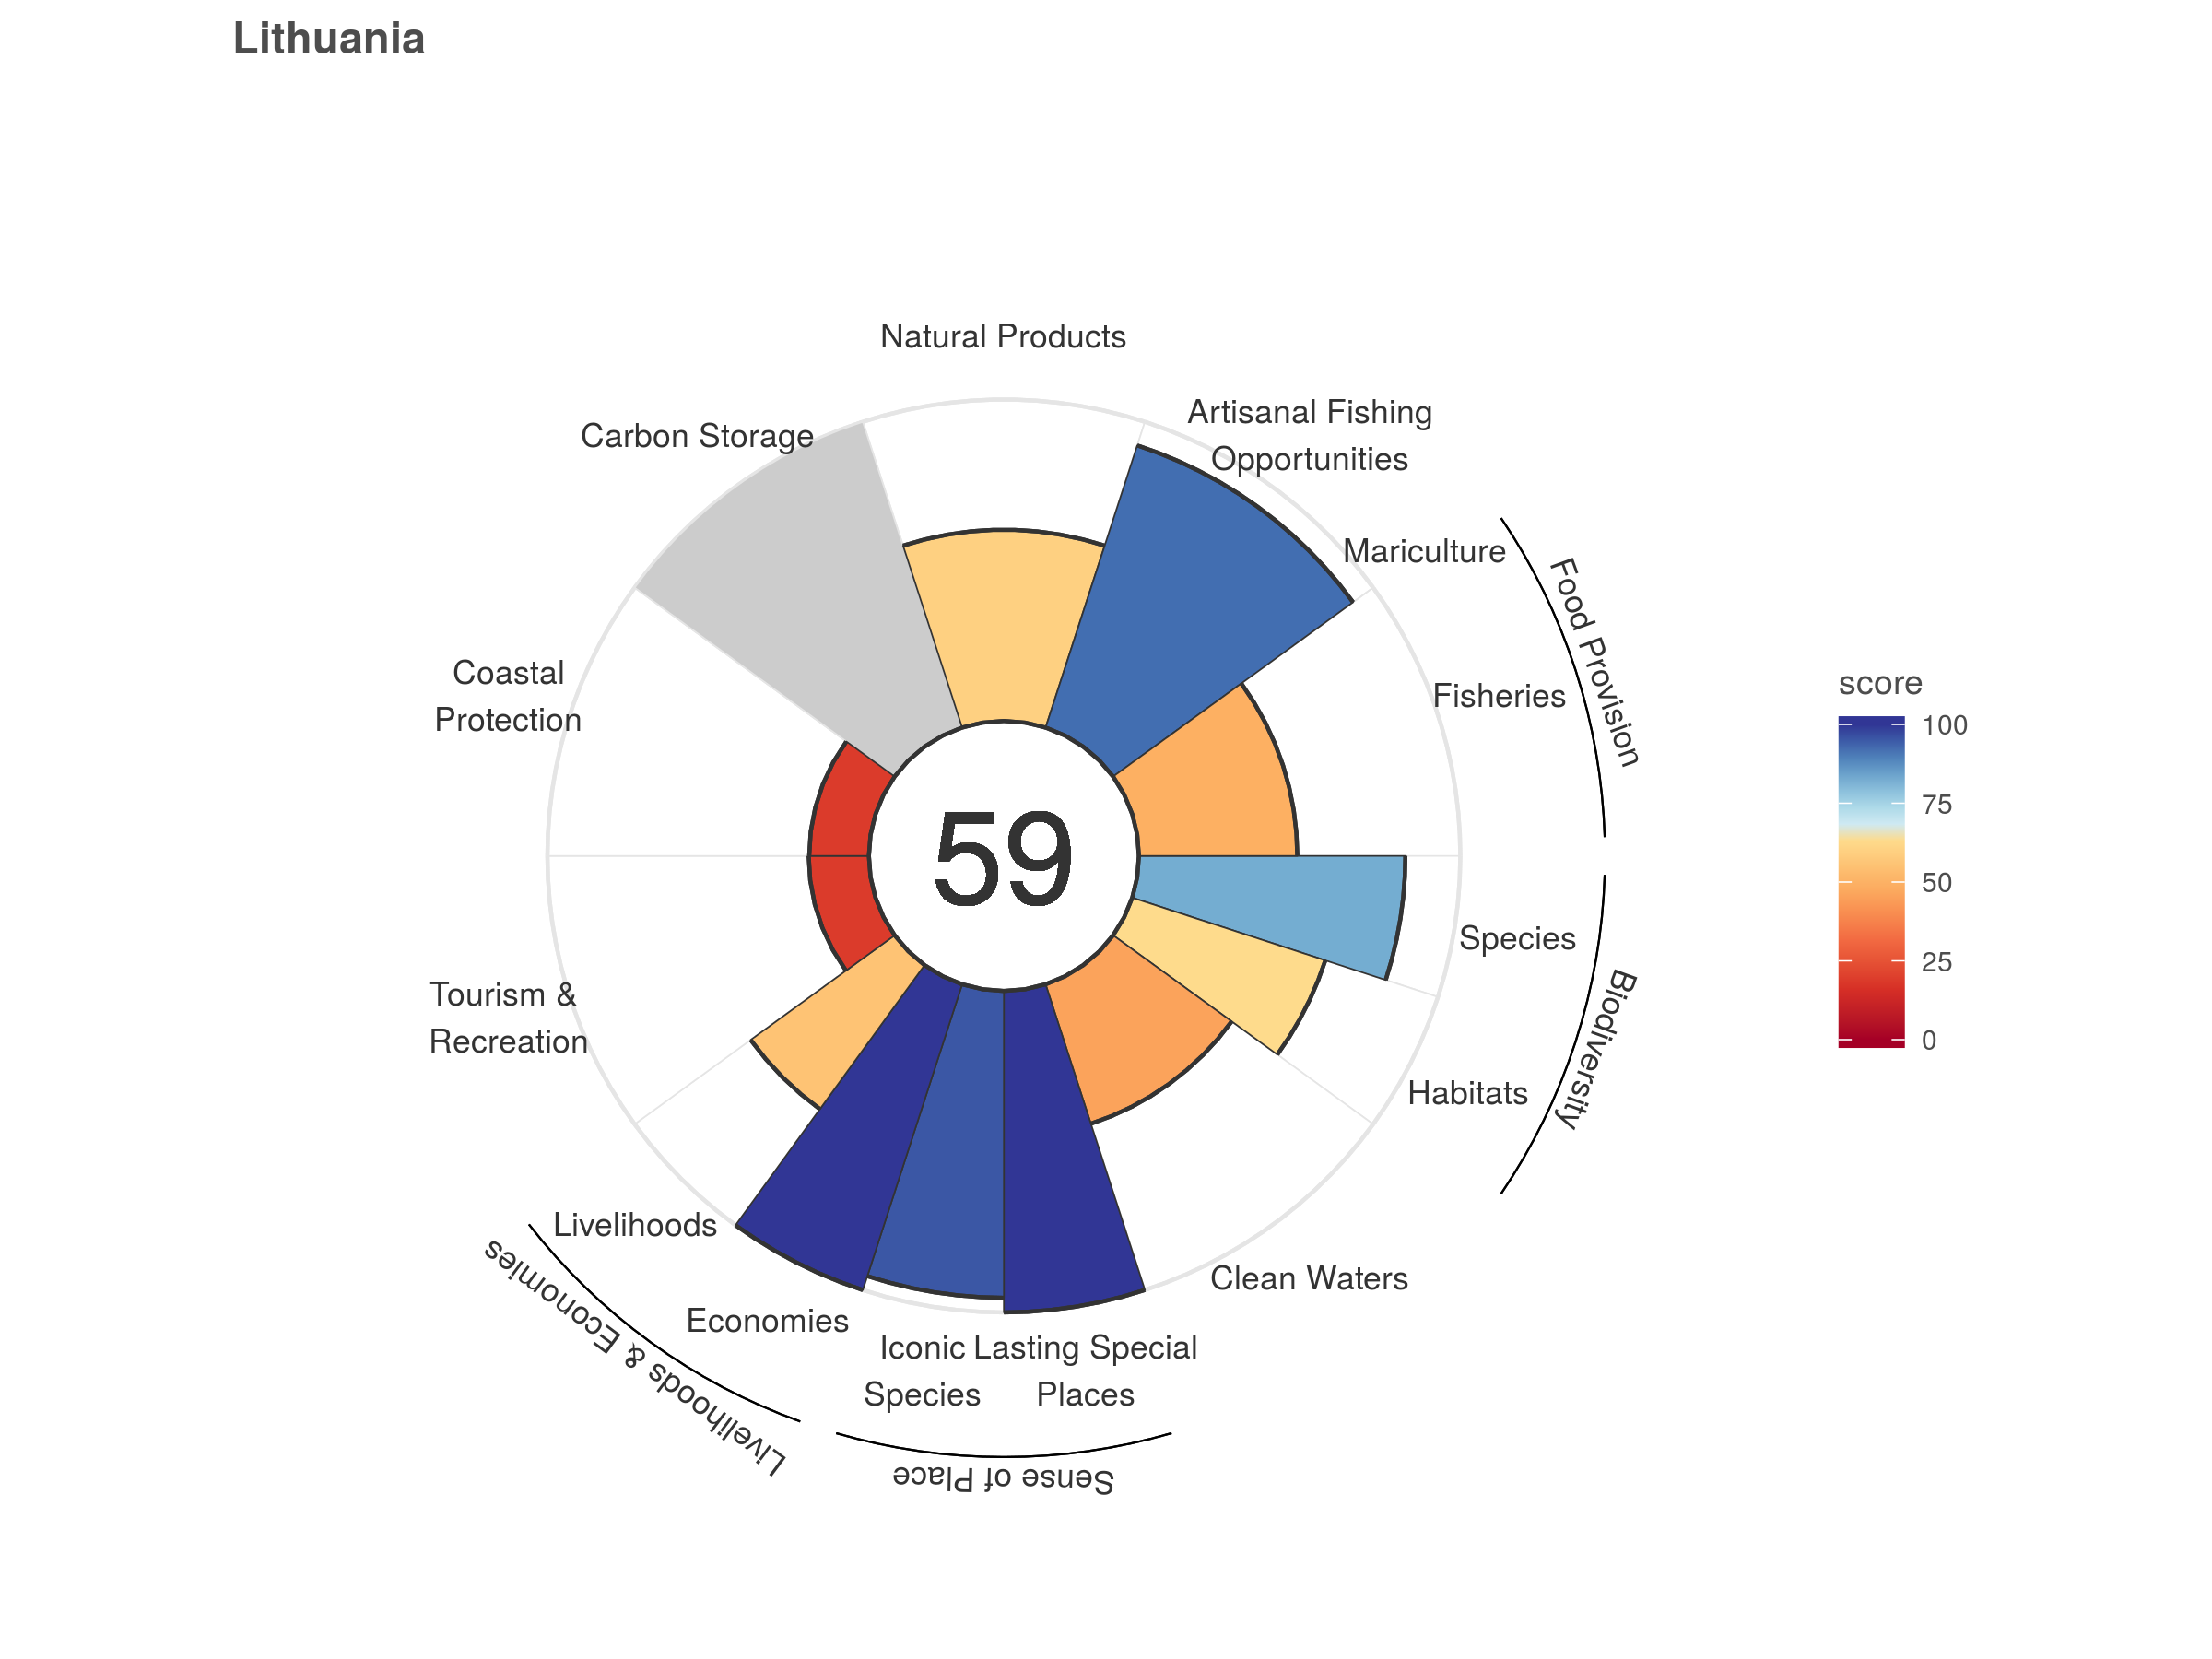 Lithuania
Natural Products
Artisanal Fishing
Opportunities
Carbon Storage
Mariculture
Food Provision
Fisheries
Coastal
Protection
score
100
75
50
25
0
59
Species
Biodiversity
Habitats
Tourism &
Recreation
Livelihoods
Livelihoods & Economies
Economies
Clean Waters
Iconic
Species
Lasting Special
Places
Sense of Place